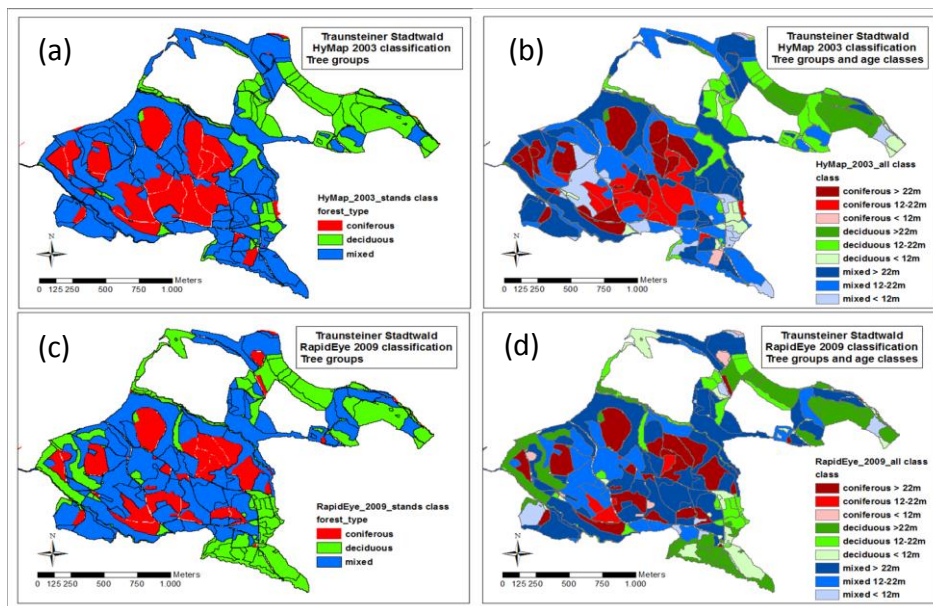 (a)
Traunsteiner Stadtwald
HyMap 2003 classification
Tree groups
HyMap_2003_stands class
forest_type
coniferous
deciduous
mixed
N
Meters
0 125 250 500 750 1.000
(b)
Traunsteiner Stadtwald
HyMap 2003 classification
Tree groups and age classes
HyMap_2003_all class
class
coniferous > 22m
coniferous 12-22m
coniferous < 12m
deciduous >22m
deciduous 12-22m
deciduous < 12m
mixed > 22m
mixed 12-22m
mixed < 12m
N
Meters
0 125 250 500 750 1.000
(c)
Traunsteiner Stadtwald
RapidEye 2009 classification
Tree groups
RapidEye_2009_stands class
forest_type
coniferous
deciduous
mixed
N
Meters
0 125 250 500 750 1.000
(d)
Traunsteiner Stadtwald
RapidEye 2009 classification
Tree groups and age classes
RapidEye_2009_all class
class
coniferous > 22m
coniferous 12-22m
coniferous < 12m
deciduous >22m
deciduous 12-22m
deciduous < 12m
mixed > 22m
mixed 12-22m
mixed < 12m
N
Meters
0 125 250 500 750 1.000